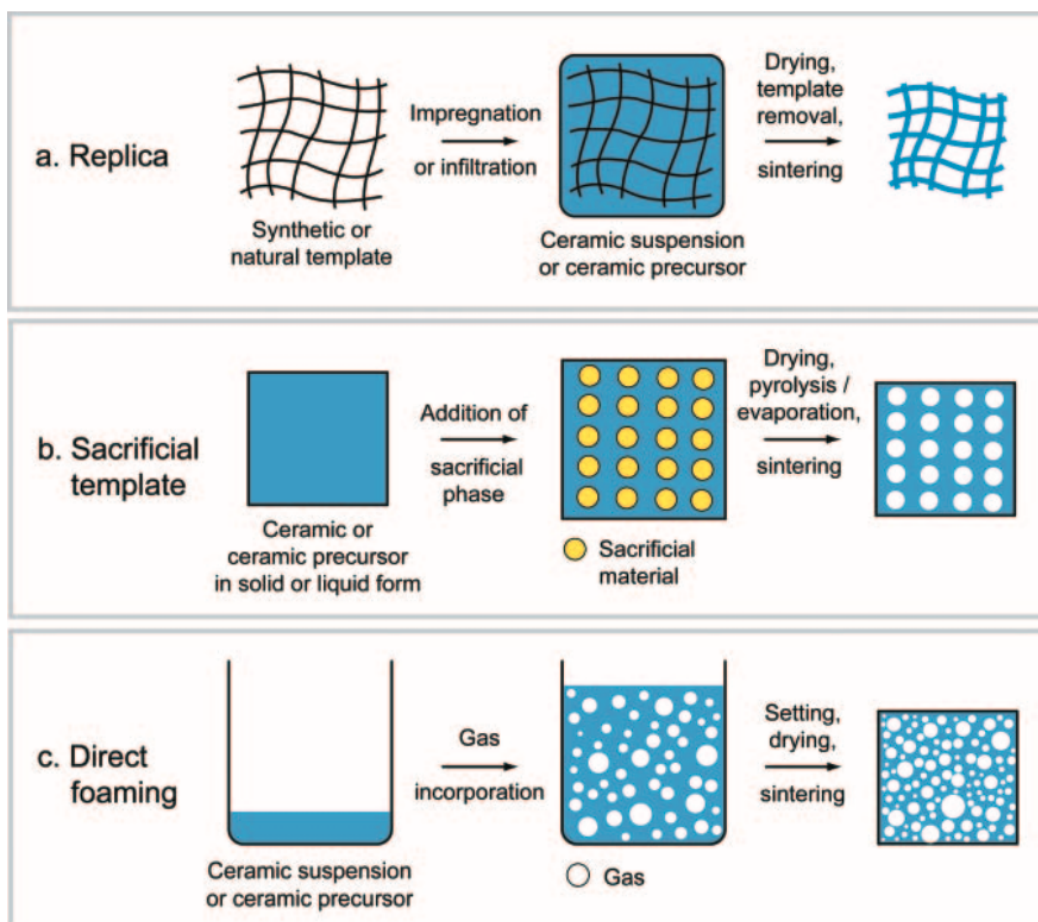 a. Replica
Synthetic or
natural template
Impregnation
or infiltration
Ceramic suspension
or ceramic precursor
Drying,
template
removal,
sintering
b. Sacrificial
template
Ceramic or
ceramic precursor
in solid or liquid form
Addition of
sacrificial
phase
Sacrificial
material
Drying,
pyrolysis /
evaporation,
sintering
c. Direct
foaming
Ceramic suspension
or ceramic precursor
Gas
incorporation
Gas
Setting,
drying,
sintering